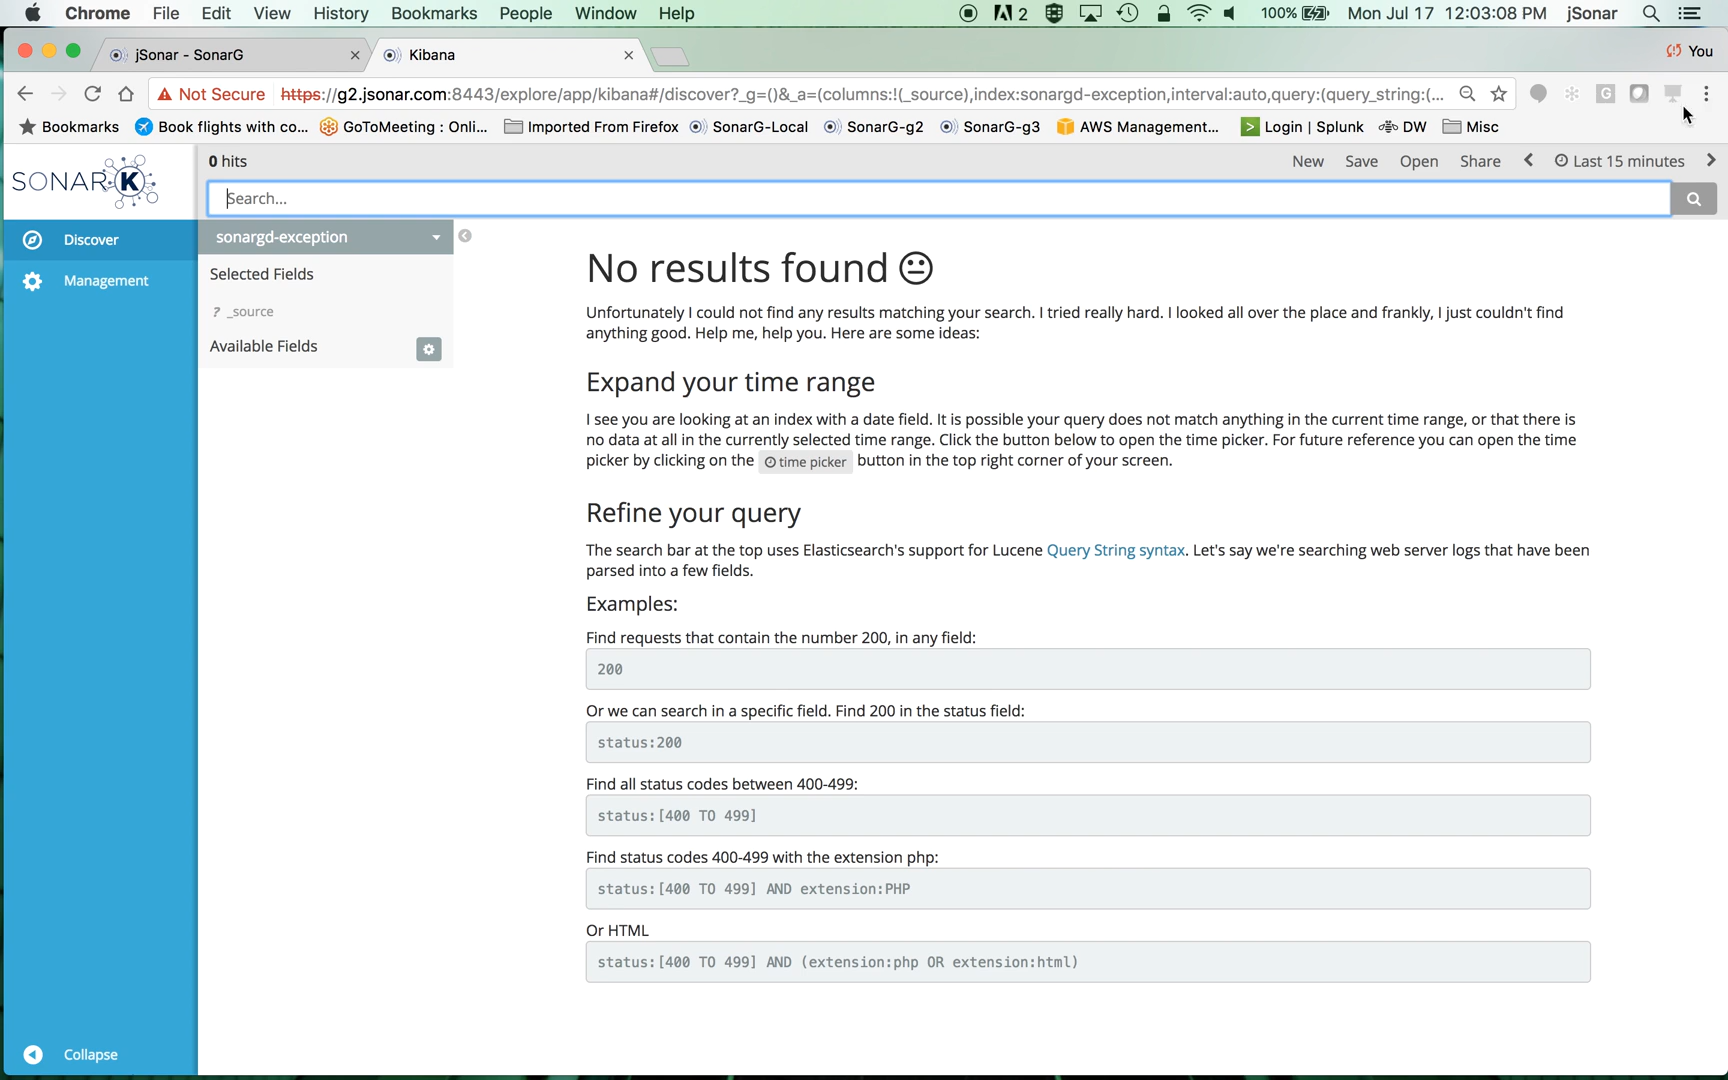 Chrome File Edit View History Bookmarks People Window Help 2 100% Mon Jul 17 12:03:08 PM jSonar
jSonar - SonarG Kibana You
Not Secure https://g2.jsonar.com:8443/explore/app/kibana#/discover?_g=()&_a=(columns:!(_source),index:sonargd-exception,interval:auto,query:(query_string:(...
Bookmarks Book flights with co... GoToMeeting : Onli... Imported From Firefox SonarG-Local SonarG-g2 SonarG-g3 AWS Management... Login | Splunk DW Misc
SONAR K
0 hits New Save Open Share Last 15 minutes
Search...
Discover
Management
sonargd-exception
Selected Fields
? _source
Available Fields
No results found
Unfortunately I could not find any results matching your search. I tried really hard. I looked all over the place and frankly, I just couldn't find
anything good. Help me, help you. Here are some ideas:
Expand your time range
I see you are looking at an index with a date field. It is possible your query does not match anything in the current time range, or that there is
no data at all in the currently selected time range. Click the button below to open the time picker. For future reference you can open the time
picker by clicking on the time picker button in the top right corner of your screen.
Refine your query
The search bar at the top uses Elasticsearch's support for Lucene Query String syntax. Let's say we're searching web server logs that have been
parsed into a few fields.
Examples:
Find requests that contain the number 200, in any field:
200
Or we can search in a specific field. Find 200 in the status field:
status:200
Find all status codes between 400-499:
status:[400 TO 499]
Find status codes 400-499 with the extension php:
status:[400 TO 499] AND extension:PHP
Or HTML
status:[400 TO 499] AND (extension:php OR extension:html)
Collapse